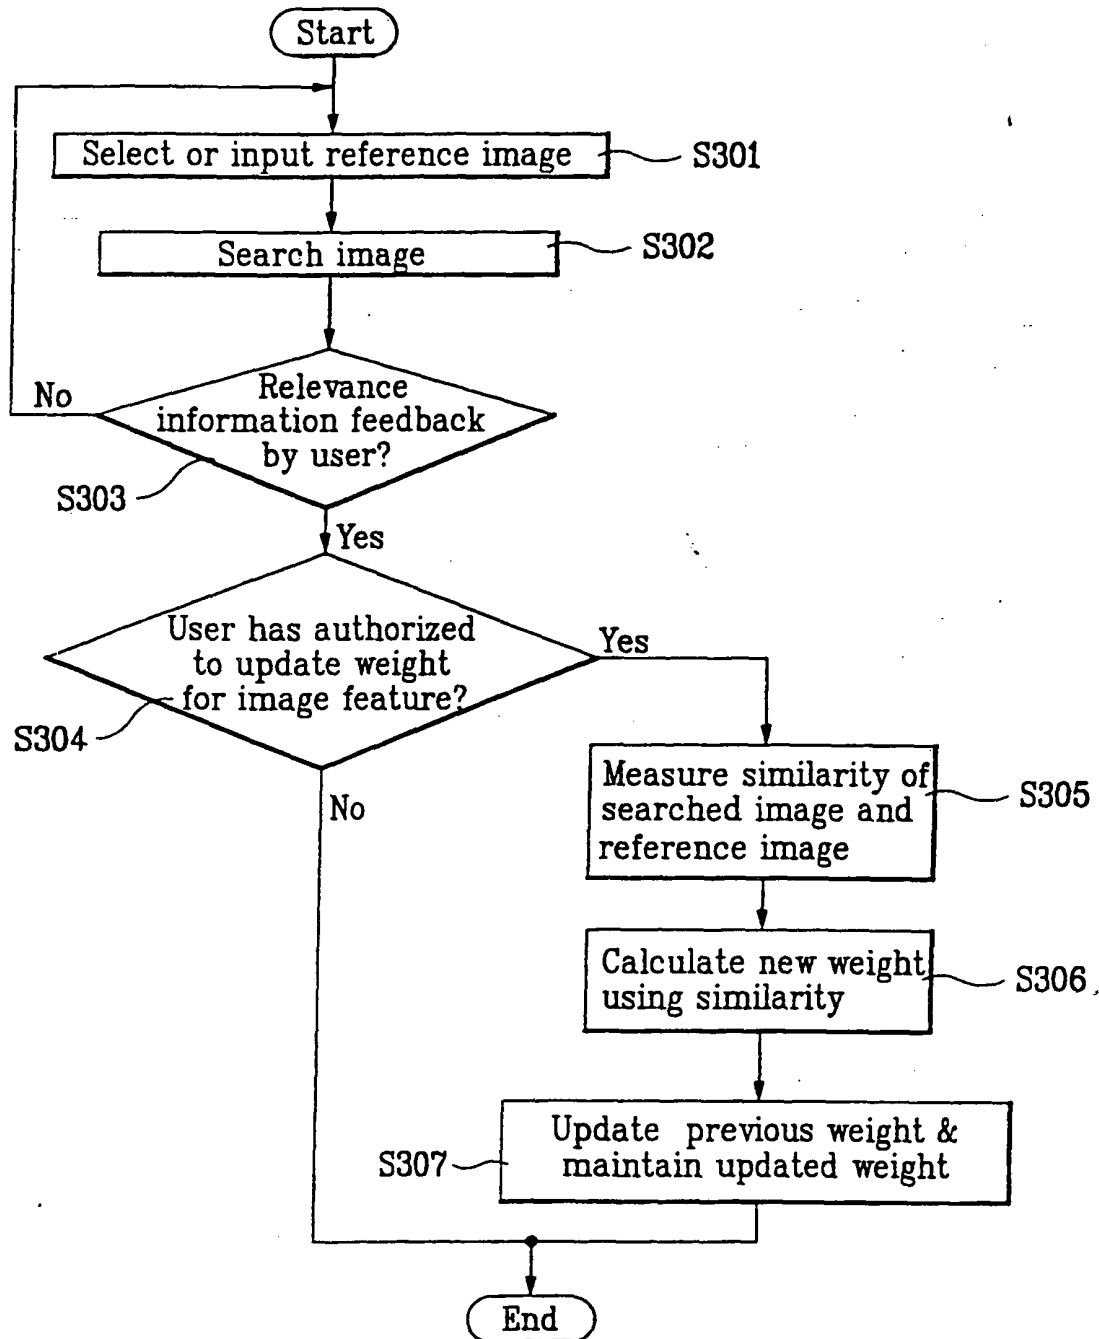 Start
Select or input reference image
S301
Search image
S302
Relevance
information feedback
by user?
No
S303
Yes
User has authorized
to update weight
for image feature?
Yes
S304
No
Measure similarity of
searched image and
reference image
S305
Calculate new weight
using similarity
S306
Update previous weight &
maintain updated weight
S307
End